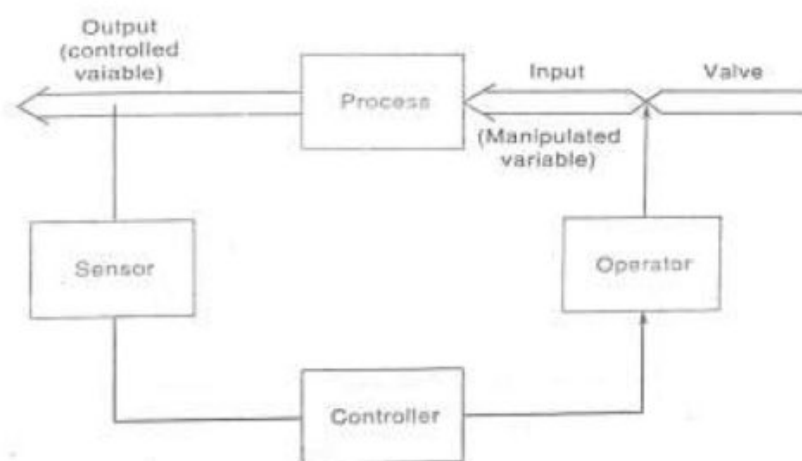 Output
(controlled
vaiable)
Process
Input
Valve
(Manipulated
variable)
Sensor
Operator
Controller